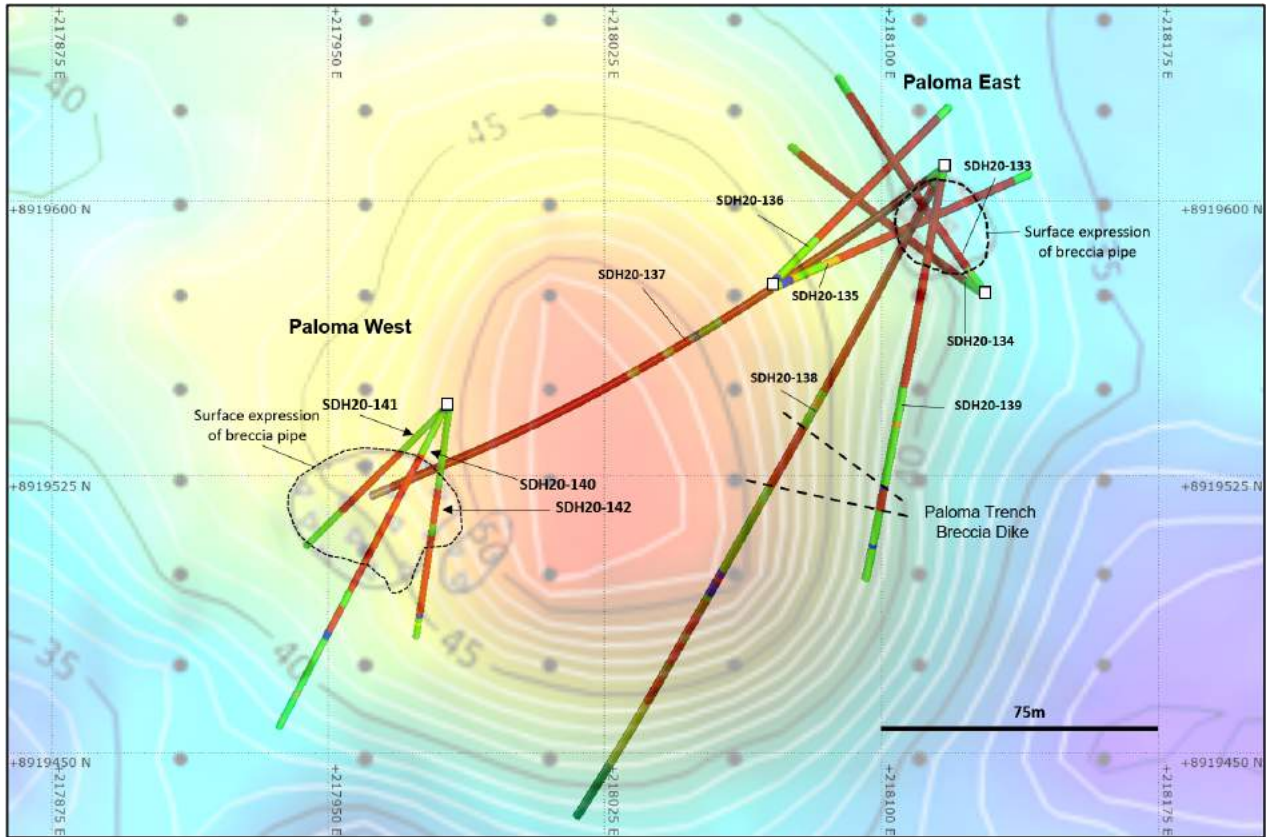 +217875 E
+217950 E
+218025 E
+218100 E
+218175 E
Paloma East
40
45
SDH20-133
SDH20-136
+8919600 N
+8919600 N
Surface expression
of breccia pipe
35
SDH20-137
SDH20-135
Paloma West
SDH20-134
SDH20-138
SDH20-141
SDH20-139
Surface expression
of breccia pipe
40
+8919525 N
SDH20-140
+8919525 N
SDH20-142
Paloma Trench
Breccia Dike
50
45
40
35
75m
+8919450 N
+8919450 N
+217875 E
+217950 E
+218025 E
+218100 E
+218175 E